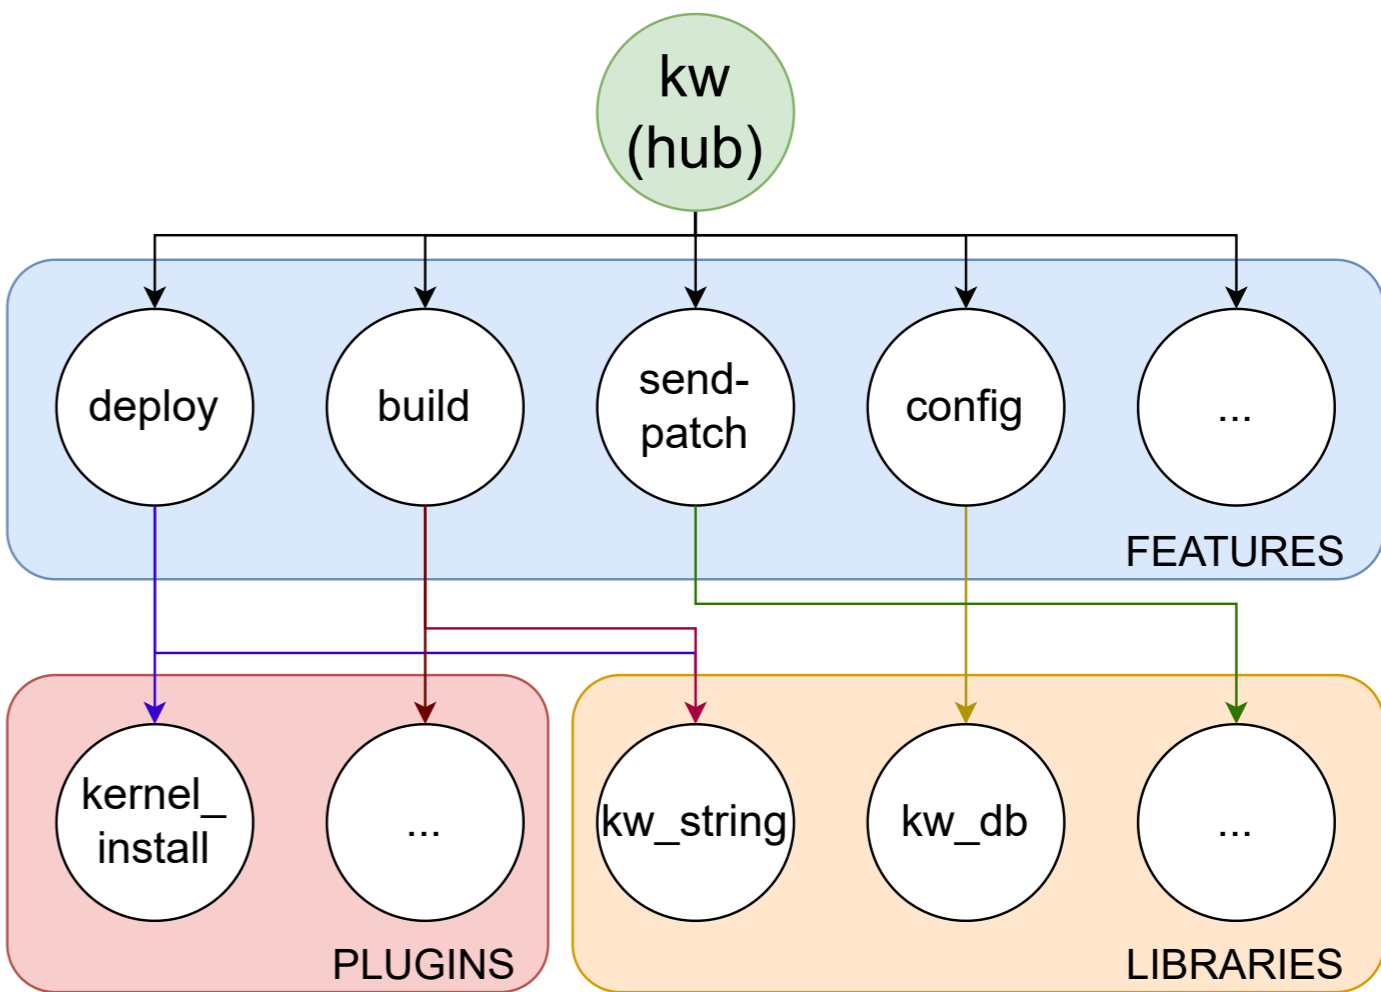 kw
(hub)
deploy
build
send-
patch
config
...
FEATURES
kernel_
install
...
kw_string
kw_db
...
PLUGINS
LIBRARIES